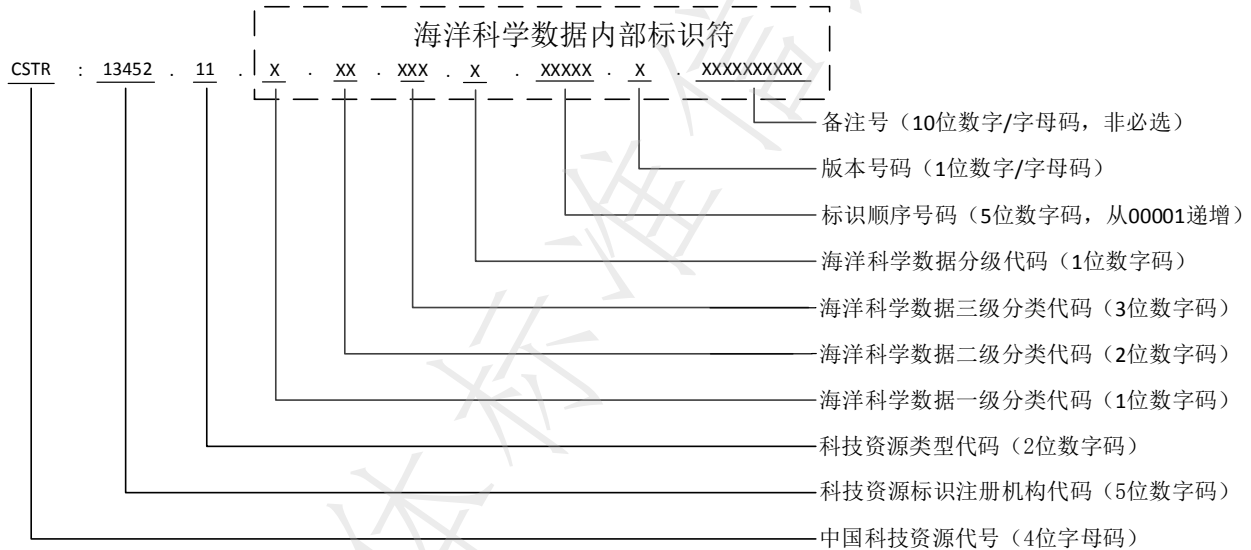 海洋科学数据内部标识符
CSTR : 13452 . 11 . X . XX . XXX . X . XXXXX . X . XXXXXXXXXX
备注号（10位数字/字母码，非必选）
版本号码（1位数字/字母码）
标识顺序号码（5位数字码，从00001递增）
海洋科学数据分级代码（1位数字码）
海洋科学数据三级分类代码（3位数字码）
海洋科学数据二级分类代码（2位数字码）
海洋科学数据一级分类代码（1位数字码）
科技资源类型代码（2位数字码）
科技资源标识注册机构代码（5位数字码）
中国科技资源代号（4位字母码）
体标准信